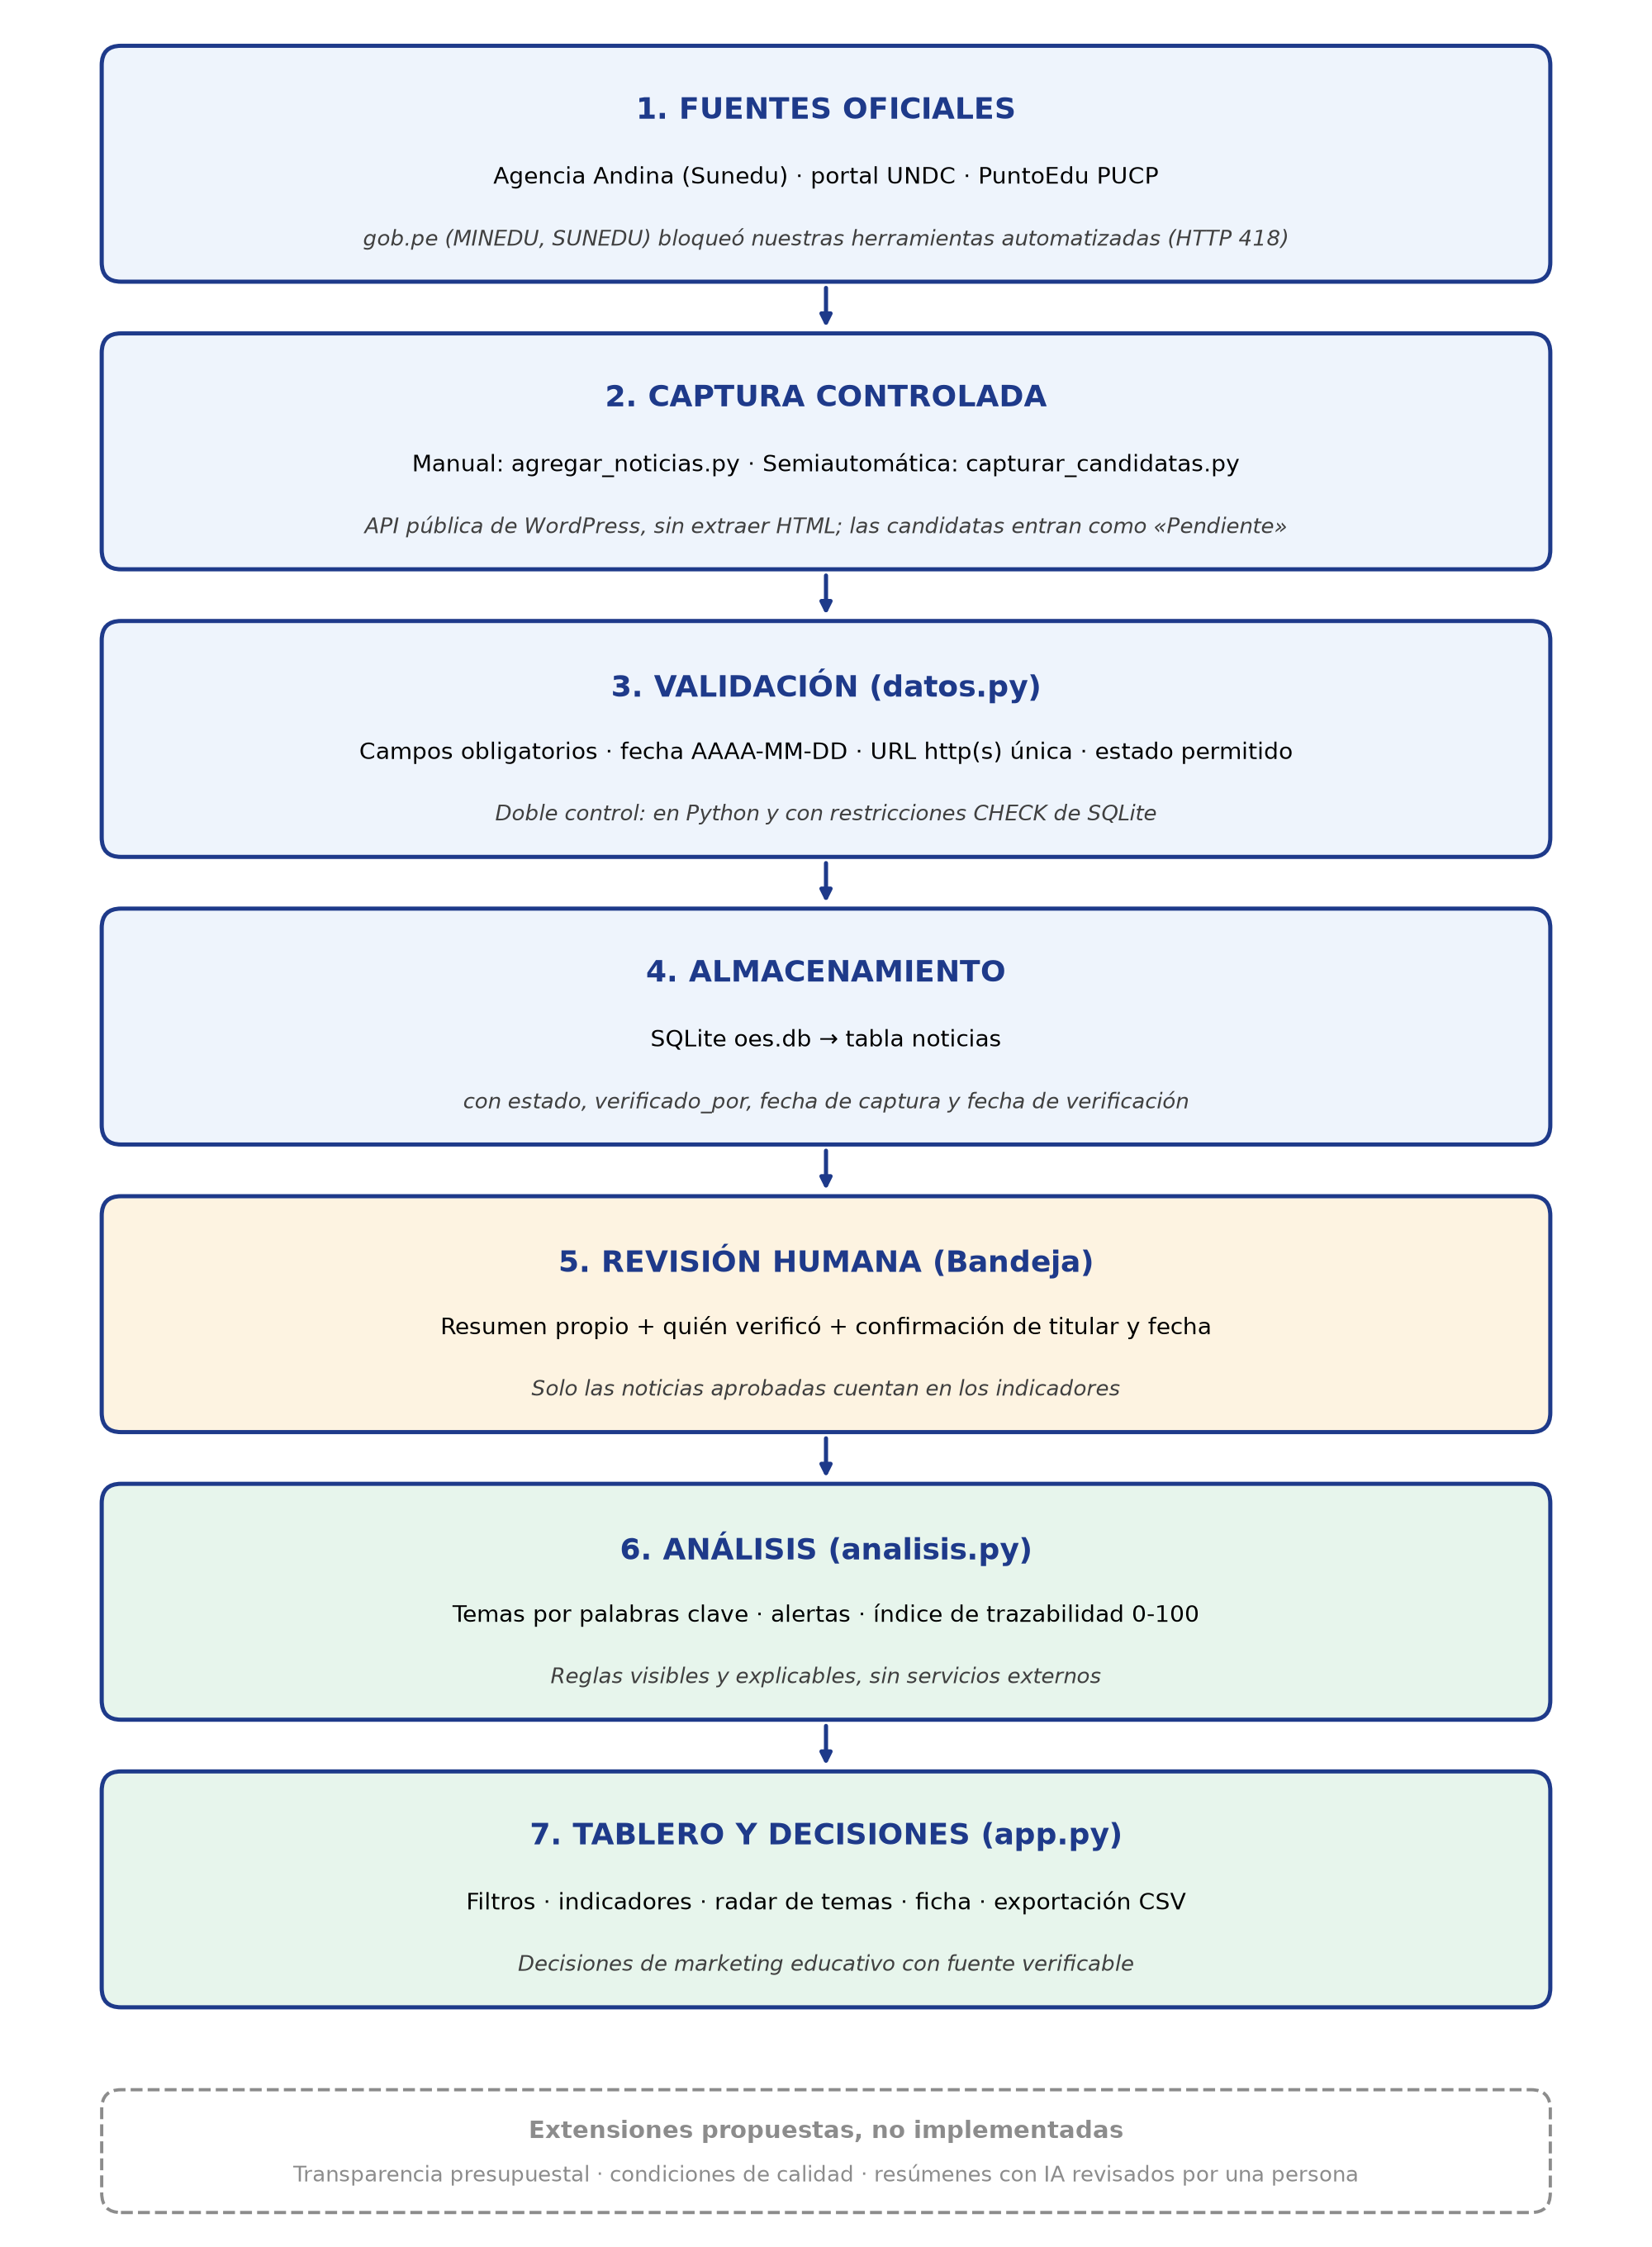 1. FUENTES OFICIALES
Agencia Andina (Sunedu) · portal UNDC · PuntoEdu PUCP
gob.pe (MINEDU, SUNEDU) bloqueó nuestras herramientas automatizadas (HTTP 418)
2. CAPTURA CONTROLADA
Manual: agregar_noticias.py · Semiautomática: capturar_candidatas.py
API pública de WordPress, sin extraer HTML; las candidatas entran como «Pendiente»
3. VALIDACIÓN (datos.py)
Campos obligatorios · fecha AAAA-MM-DD · URL http(s) única · estado permitido
Doble control: en Python y con restricciones CHECK de SQLite
4. ALMACENAMIENTO
SQLite oes.db → tabla noticias
con estado, verificado_por, fecha de captura y fecha de verificación
5. REVISIÓN HUMANA (Bandeja)
Resumen propio + quién verificó + confirmación de titular y fecha
Solo las noticias aprobadas cuentan en los indicadores
6. ANÁLISIS (analisis.py)
Temas por palabras clave · alertas · índice de trazabilidad 0-100
Reglas visibles y explicables, sin servicios externos
7. TABLERO Y DECISIONES (app.py)
Filtros · indicadores · radar de temas · ficha · exportación CSV
Decisiones de marketing educativo con fuente verificable
Extensiones propuestas, no implementadas
Transparencia presupuestal · condiciones de calidad · resúmenes con IA revisados por una persona